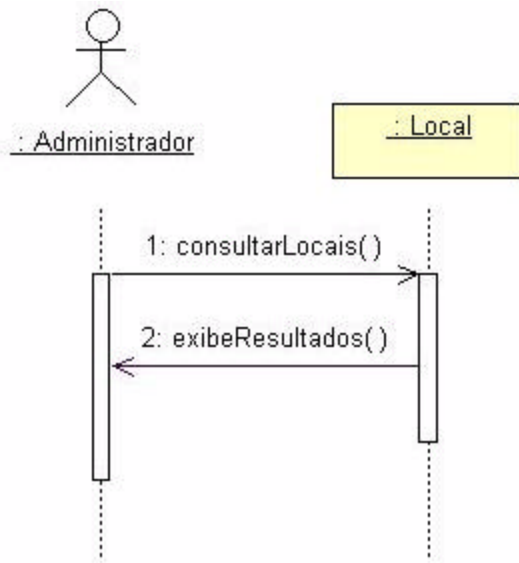 : Administrador
: Local
1: consultarLocais()
2: exibeResultados()